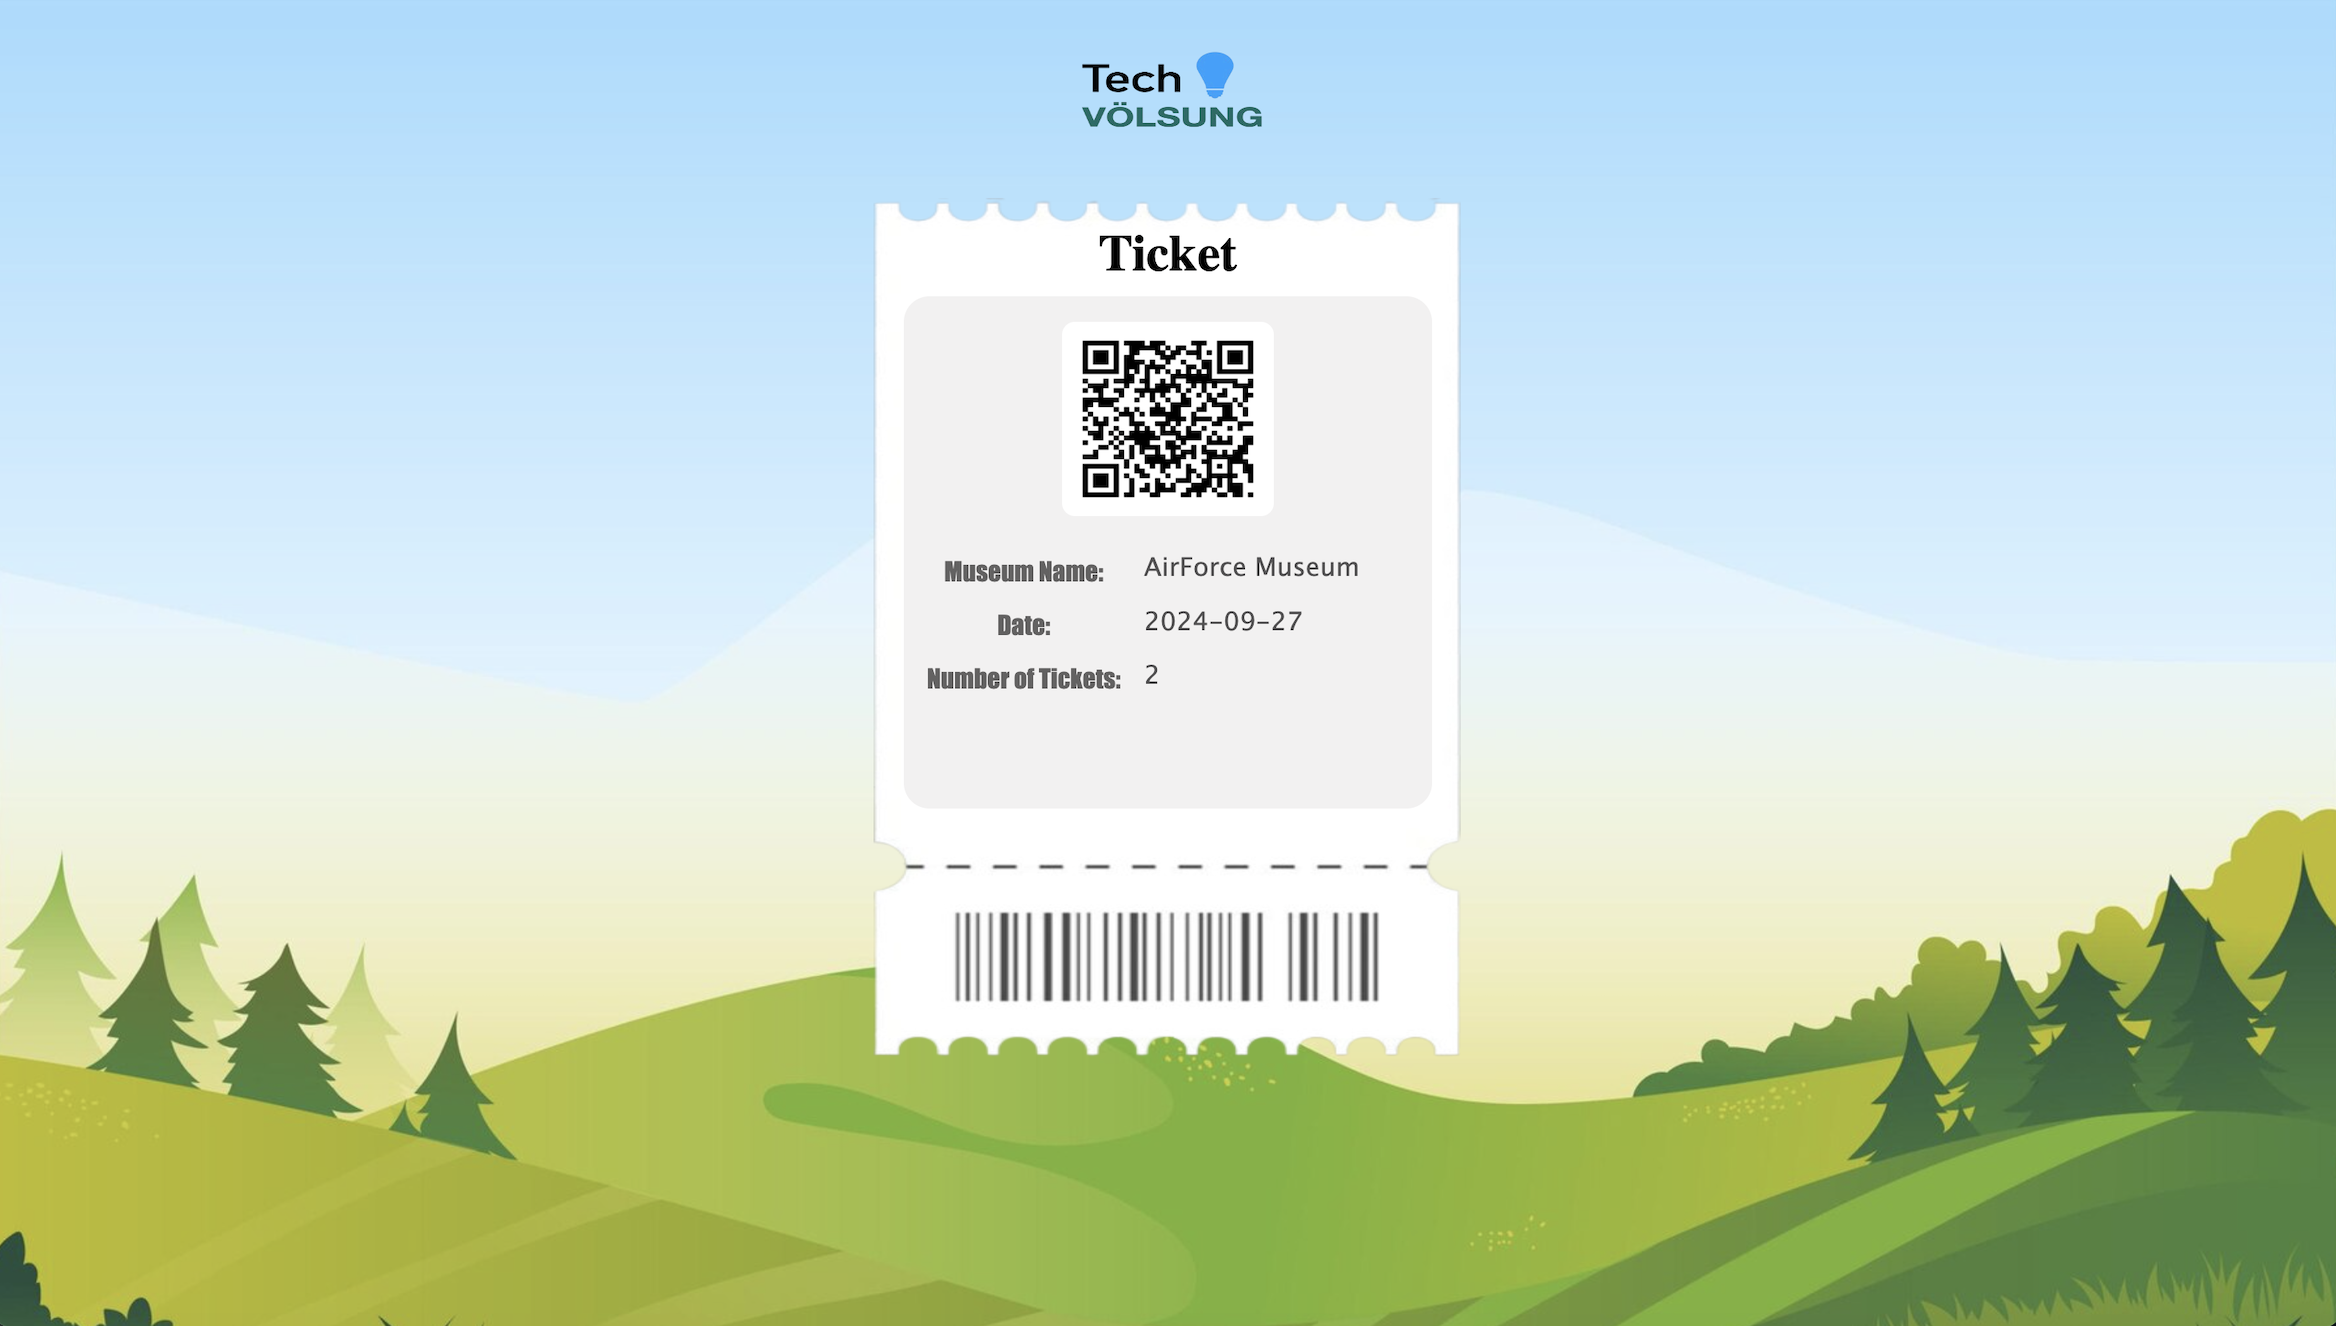 Tech
VÖLSUNG
Ticket
Museum Name: AirForce Museum
Date: 2024-09-27
Number of Tickets: 2